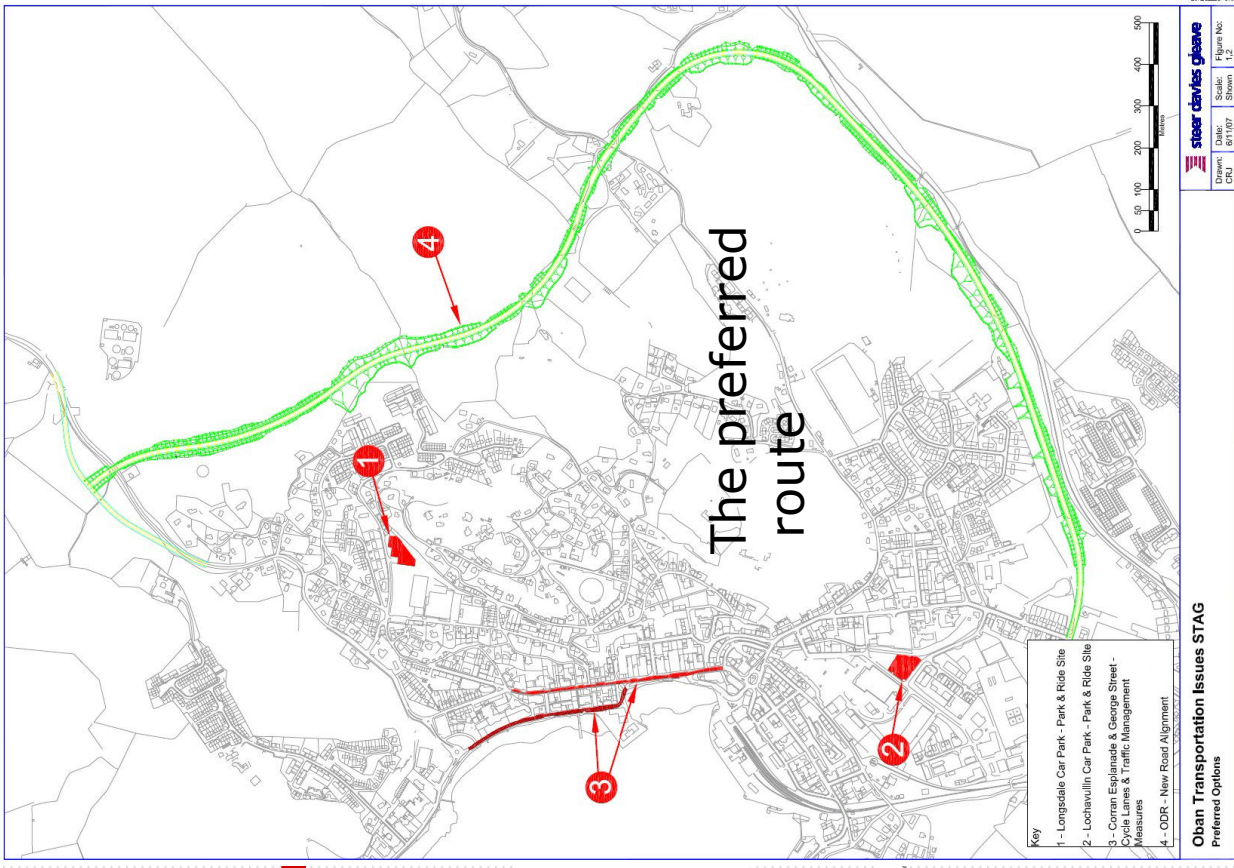 4
1
3
2
The preferred
route
Key
1 - Longsdale Car Park - Park & Ride Site
2 - Lochavullin Car Park - Park & Ride Site
3 - Corran Esplanade & George Street -
Cycle Lanes & Traffic Management
Measures
4 - ODR - New Road Alignment
0 50 100 200 300 400 500
Metres
Oban Transportation Issues STAG
Preferred Options
steer davies gleave
Drawn:
CRJ
Date:
6/11/07
Scale:
Shown
Figure No:
1.2